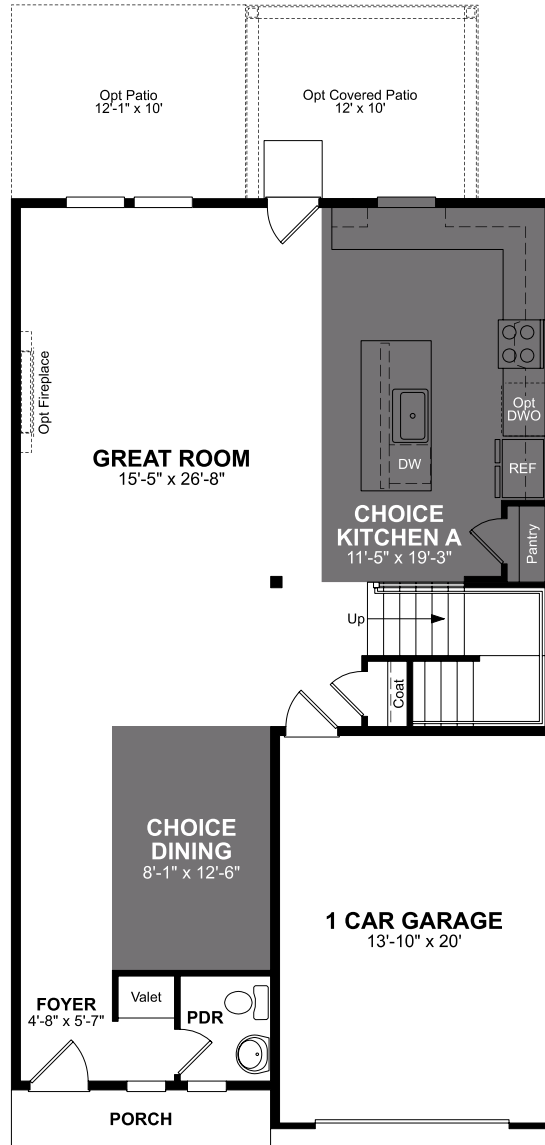 Opt Patio
12'-1" x 10'
Opt Covered Patio
12' x 10'
Opt Fireplace
GREAT ROOM
15'-5" x 26'-8"
Opt
DWO
DW
REF
CHOICE
KITCHEN A
11'-5" x 19'-3"
Pantry
Up
Coat
CHOICE
DINING
8'-1" x 12'-6"
1 CAR GARAGE
13'-10" x 20'
FOYER
4'-8" x 5'-7"
Valet
PDR
PORCH